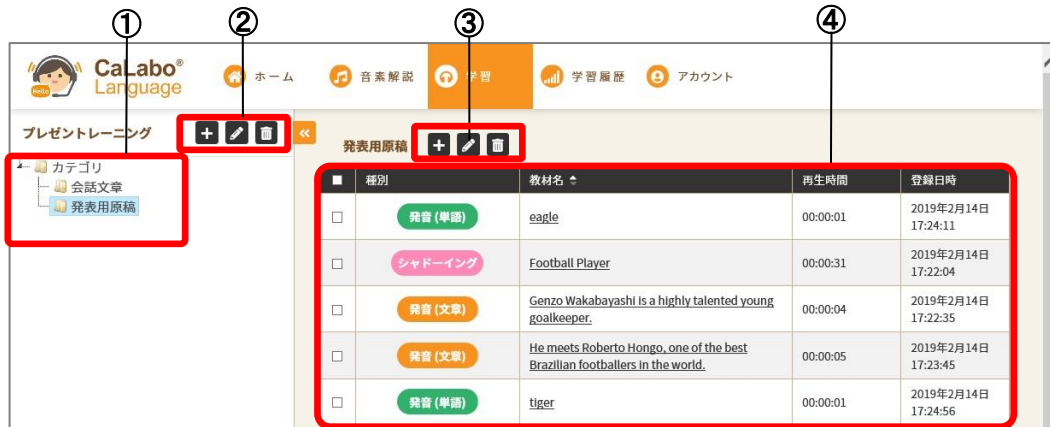 ① ② ③ ④
Hello
CaLabo®
Language
ホーム 音素解説 学習 学習履歴 アカウント
プレゼントレーニング
カテゴリ
会話文章
発表用原稿
発表用原稿
種別 教材名 再生時間 登録日時
発音 (単語) eagle 00:00:01 2019年2月14日
17:24:11
シャドーイング Football Player 00:00:31 2019年2月14日
17:22:04
発音 (文章) Genzo Wakabayashi is a highly talented young
goalkeeper. 00:00:04 2019年2月14日
17:22:35
発音 (文章) He meets Roberto Hongo, one of the best
Brazilian footballers in the world. 00:00:05 2019年2月14日
17:23:45
発音 (単語) tiger 00:00:01 2019年2月14日
17:24:56